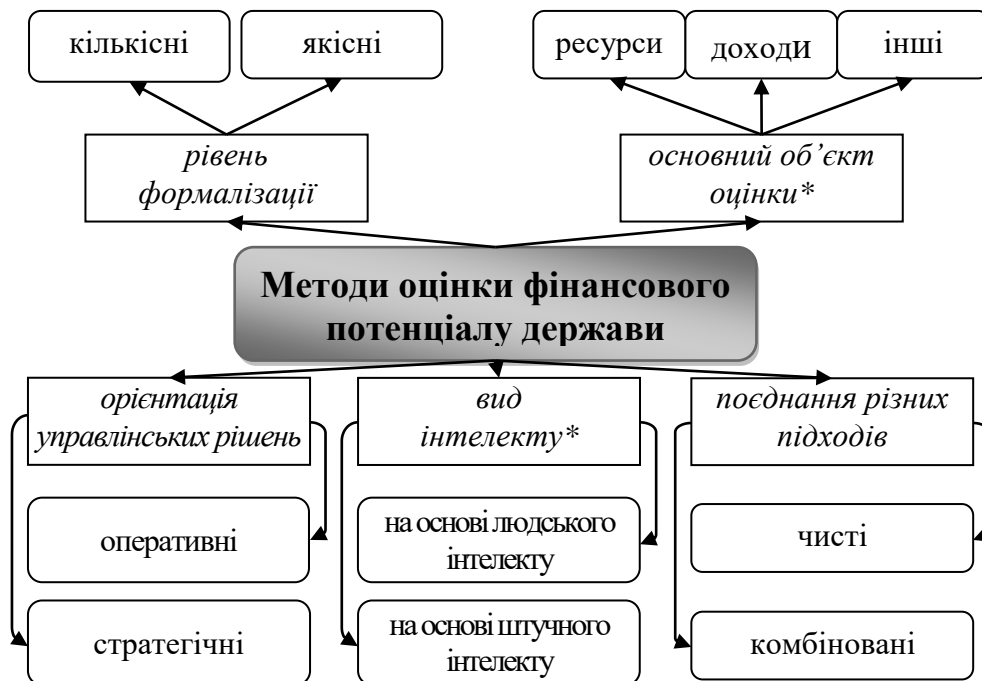 кількісні
якісні
ресурси
доходи
інші
рівень
формалізації
основний об’єкт
оцінки*
Методи оцінки фінансового
потенціалу держави
орієнтація
управлінських рішень
вид
інтелекту*
поєднання різних
підходів
оперативні
на основі людського
інтелекту
чисті
стратегічні
на основі штучного
інтелекту
комбіновані